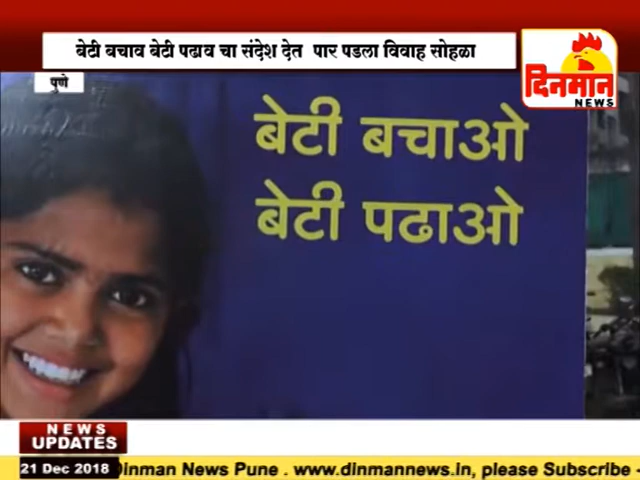 बेटी बचाव बेटी पढाव चा संदेश देत पार पडला विवाह सोहळा
दिनमान
NEWS
पुणे
बेटी बचाओ
बेटी पढाओ
NEWS
UPDATES
21 Dec 2018 Dinman News Pune . www.dinmannews.in, please Subscribe -